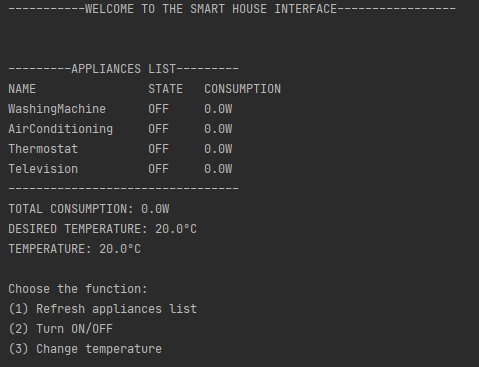 -----------WELCOME TO THE SMART HOUSE INTERFACE-----------------
---------APPLIANCES LIST---------
NAME                STATE   CONSUMPTION
WashingMachine      OFF     0.0W
AirConditioning     OFF     0.0W
Thermostat          OFF     0.0W
Television          OFF     0.0W
---------------------------------
TOTAL CONSUMPTION: 0.0W
DESIRED TEMPERATURE: 20.0°C
TEMPERATURE: 20.0°C
Choose the function:
(1) Refresh appliances list
(2) Turn ON/OFF
(3) Change temperature